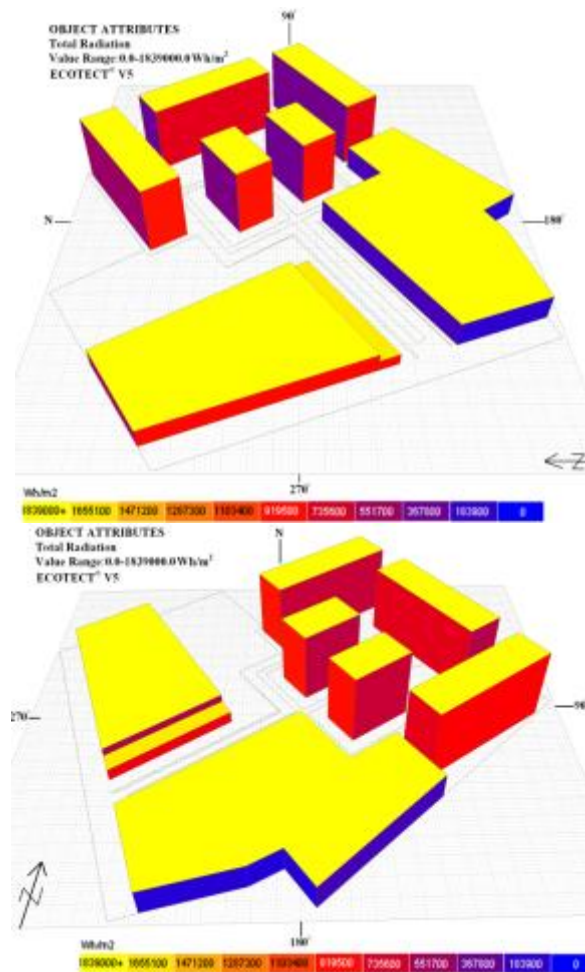 90°
OBJECT ATTRIBUTES
Total Radiation
Value Range:0.0-1839000.0 Wh/m²
ECOTECT© V5
N
180°
N
270°
Wh/m2
1839000+ 1655100 1471200 1287300 1103400 919500 735600 551700 367800 183900 0
OBJECT ATTRIBUTES
Total Radiation
Value Range:0.0-1839000.0 Wh/m²
ECOTECT© V5
N
270°
90
N
180°
Wh/m2
1839000+ 1655100 1471200 1287300 1103400 919500 735600 551700 367800 183900 0